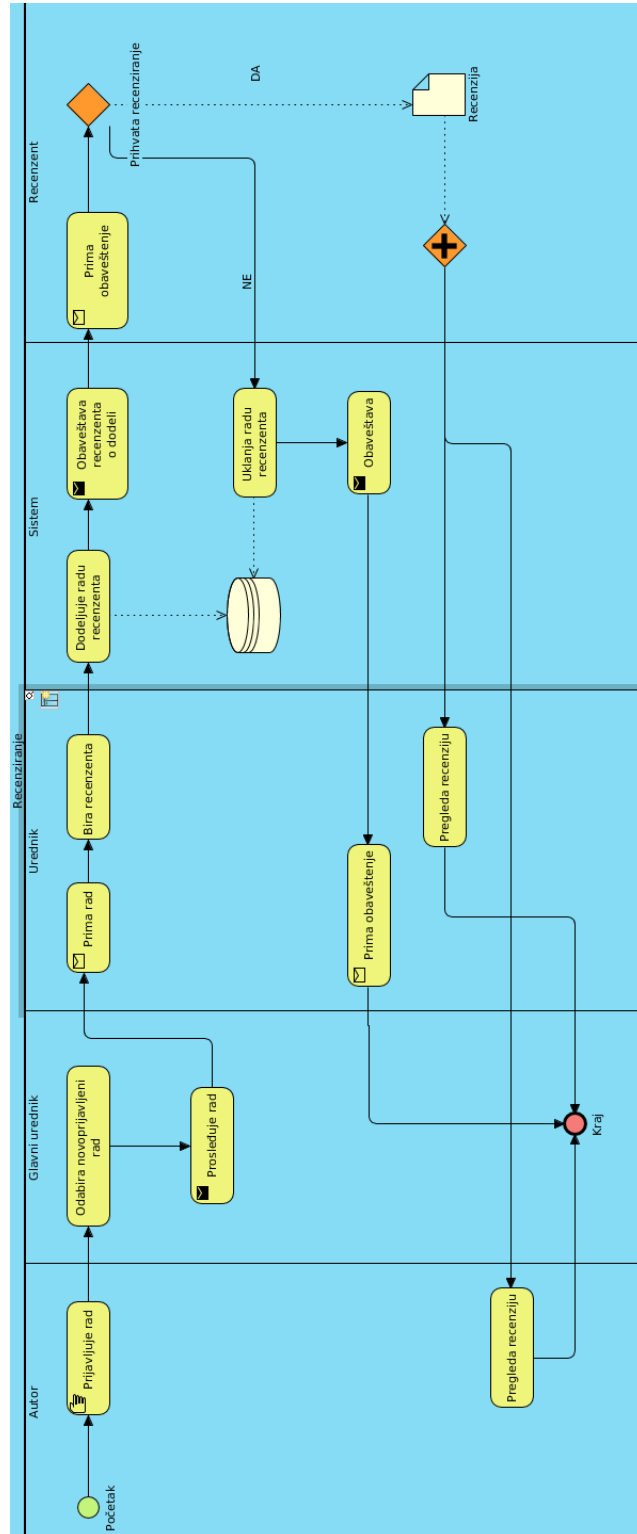 Recenziranje
Autor
Glavni urednik
Urednik
Sistem
Recenzent
Početak
Prijavljuje rad
Odabira novoprijavljeni
rad
Prosleđuje rad
Prima rad
Bira recenzenta
Dodeljuje radu
recenzenta
Obaveštava
recenzenta
o dodeli
Prima
obaveštenje
Prihvata recenziranje
DA
NE
Recenzija
Uklanja radu
recenzenta
Obaveštava
Prima obaveštenje
Pregleda recenziju
Pregleda recenziju
Kraj